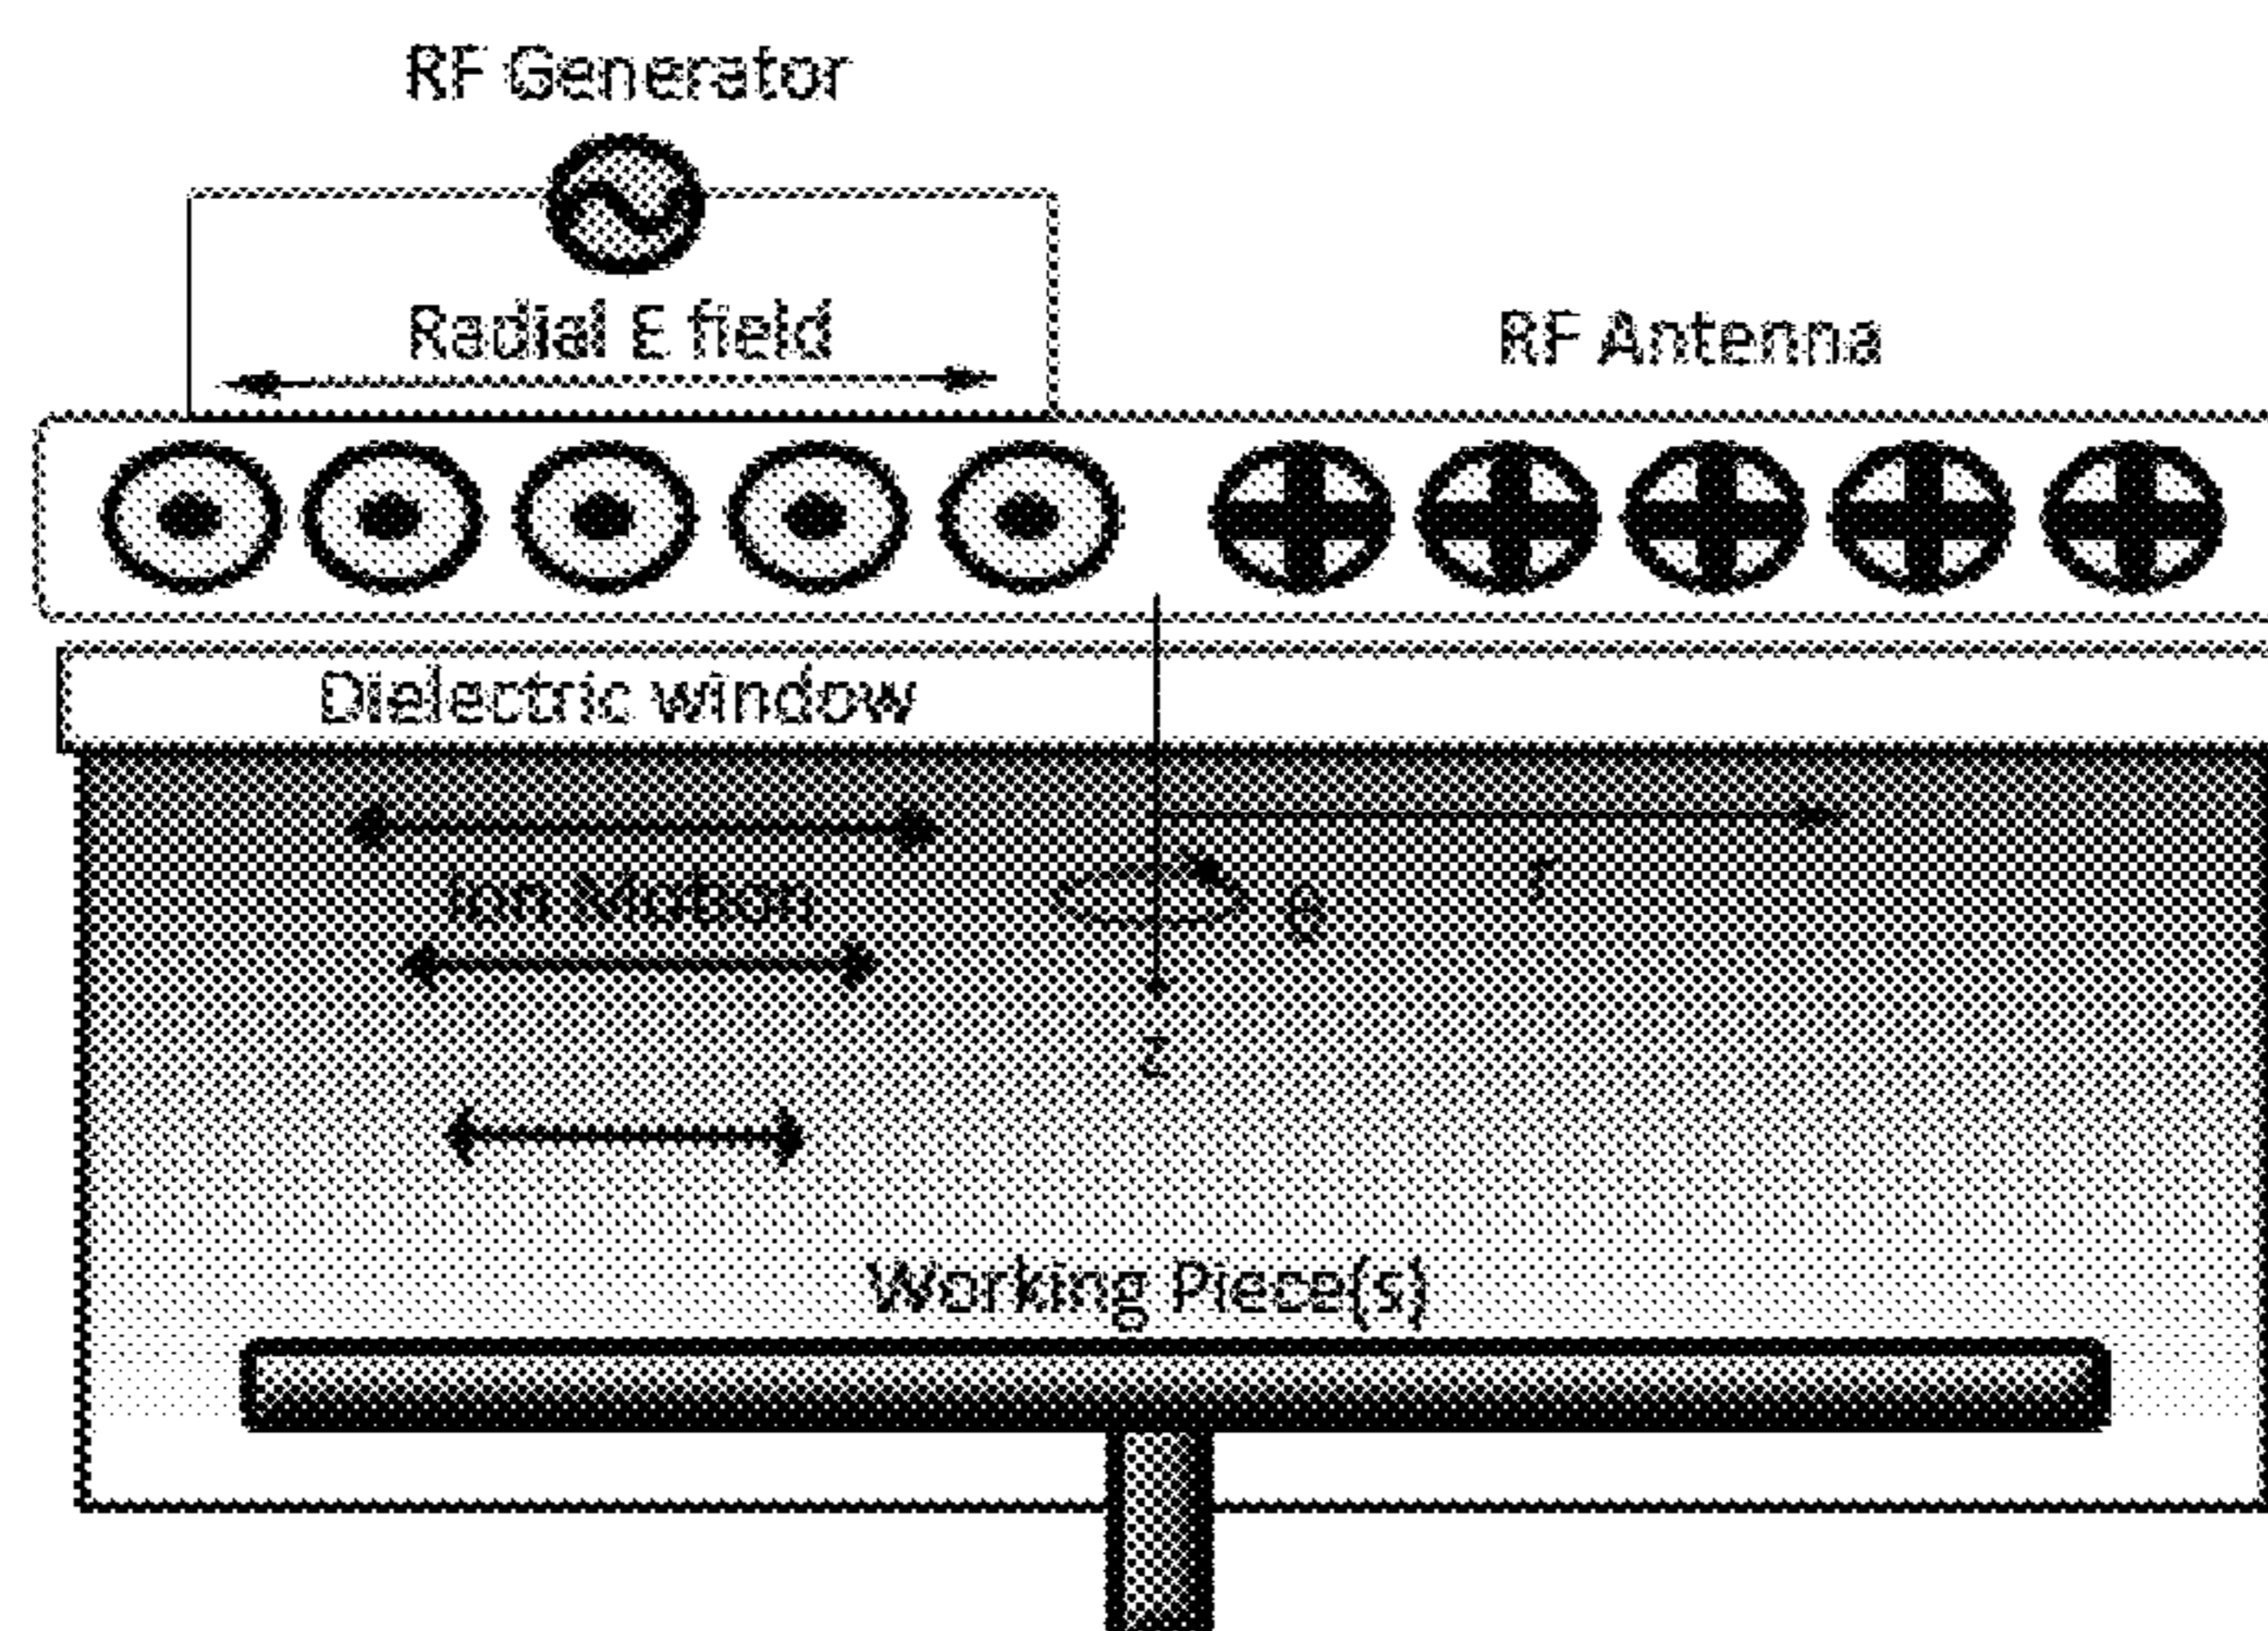 RF Generator
Radial E field
RF Antenna
Dielectric window
Ion Motion
θ
r
z
Working Piece(s)